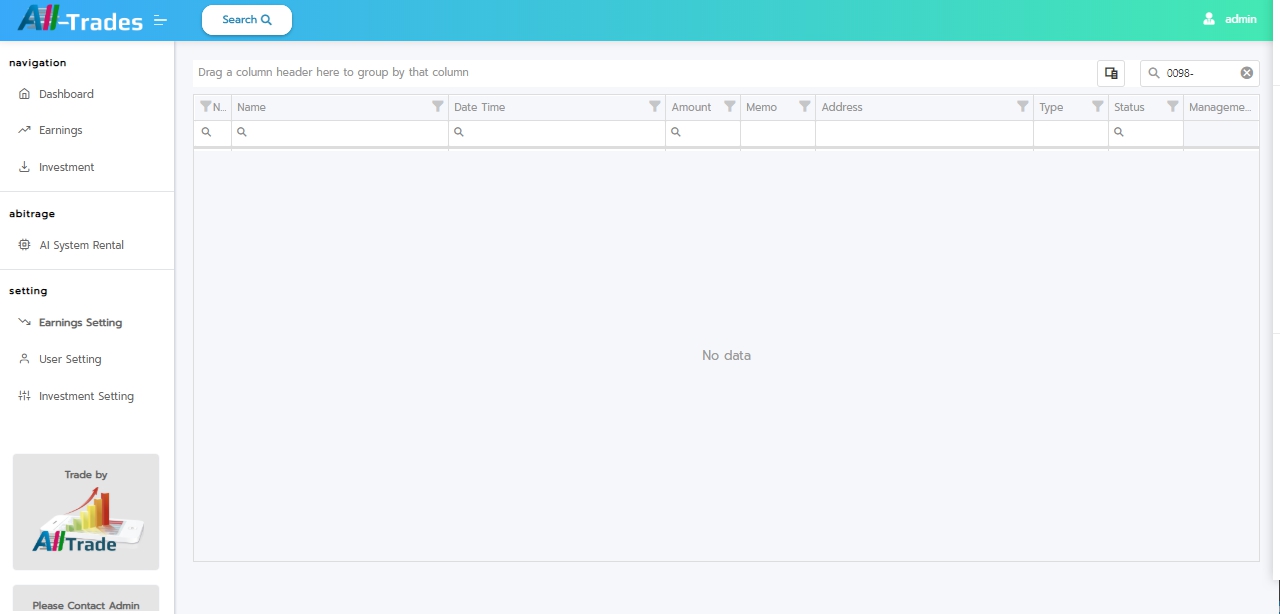 All-Trades
Search
admin
navigation
Dashboard
Earnings
Investment
abitrage
AI System Rental
setting
Earnings Setting
User Setting
Investment Setting
Trade by
AllTrade
Please Contact Admin
Drag a column header here to group by that column
0098-
N... Name Date Time Amount Memo Address Type Status Manageme...
No data